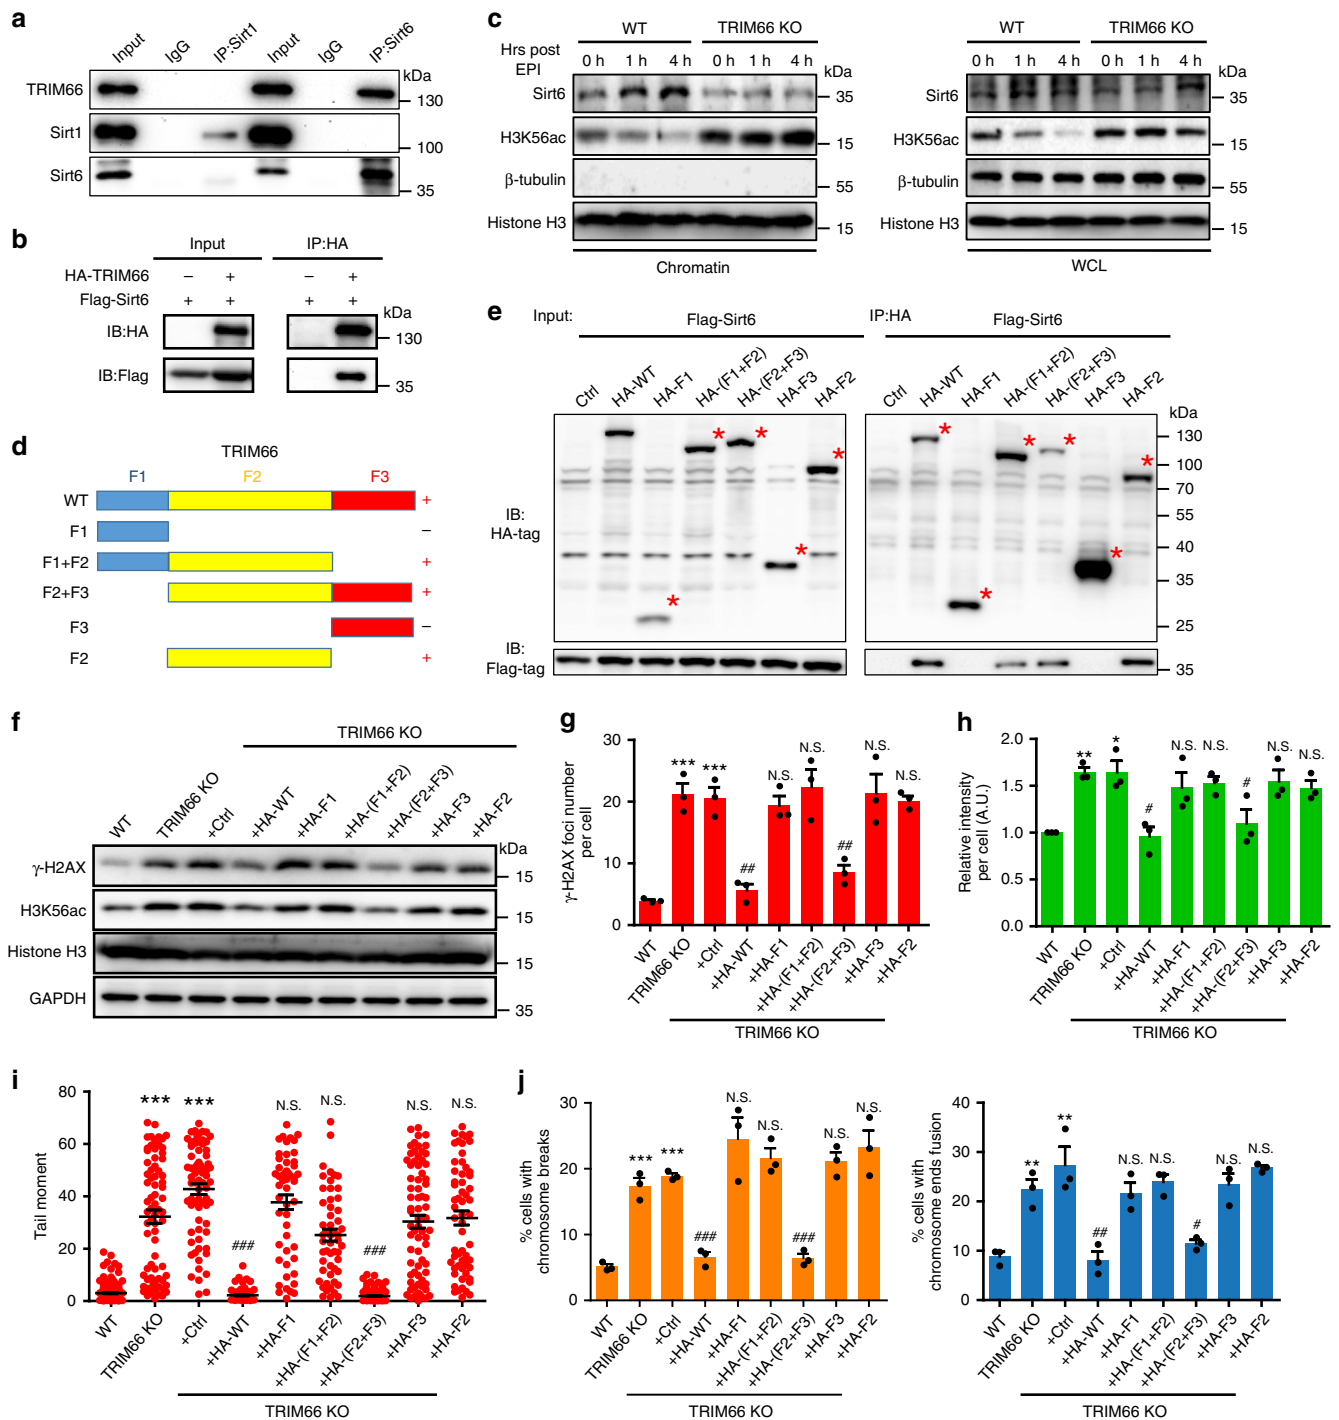 a
Input
IgG
IP:Sirt1
Input
IgG
IP:Sirt6
kDa
TRIM66
130
Sirt1
100
Sirt6
35
b
Input
IP:HA
HA-TRIM66 – + – +
Flag-Sirt6 + + + +
kDa
IB:HA
130
IB:Flag
35
c
WT
TRIM66 KO
Hrs post EPI
0 h 1 h 4 h 0 h 1 h 4 h
kDa
Sirt6
35
H3K56ac
15
β-tubulin
55
Histone H3
15
Chromatin
WT
TRIM66 KO
0 h 1 h 4 h 0 h 1 h 4 h
kDa
Sirt6
35
H3K56ac
15
β-tubulin
55
Histone H3
15
WCL
d
TRIM66
F1 F2 F3
WT +
F1 –
F1+F2 +
F2+F3 +
F3 –
F2 +
e
Input:
Flag-Sirt6
IP:HA
Flag-Sirt6
Ctrl
HA-WT
HA-F1
HA-(F1+F2)
HA-(F2+F3)
HA-F3
HA-F2
Ctrl
HA-WT
HA-F1
HA-(F1+F2)
HA-(F2+F3)
HA-F3
HA-F2
kDa
* * * * *
* * * * * *
130
100
70
55
40
35
25
IB:
HA-tag
IB:
Flag-tag
35
f
TRIM66 KO
WT
TRIM66 KO
+Ctrl
+HA-WT
+HA-F1
+HA-(F1+F2)
+HA-(F2+F3)
+HA-F3
+HA-F2
kDa
γ-H2AX
15
H3K56ac
15
Histone H3
15
GAPDH
35
g
γ-H2AX foci number
per cell
30
20
10
0
*** *** ## N.S. N.S. ## N.S. N.S.
WT
TRIM66 KO
+Ctrl
+HA-WT
+HA-F1
+HA-(F1+F2)
+HA-(F2+F3)
+HA-F3
+HA-F2
TRIM66 KO
h
Relative intensity
per cell (A.U.)
2.0
1.5
1.0
0.5
0.0
** * # N.S. N.S. # N.S. N.S.
WT
TRIM66 KO
+Ctrl
+HA-WT
+HA-F1
+HA-(F1+F2)
+HA-(F2+F3)
+HA-F3
+HA-F2
TRIM66 KO
i
Tail moment
80
60
40
20
0
*** *** ### N.S. N.S. ### N.S. N.S.
WT
TRIM66 KO
+Ctrl
+HA-WT
+HA-F1
+HA-(F1+F2)
+HA-(F2+F3)
+HA-F3
+HA-F2
TRIM66 KO
j
% cells with
chromosome breaks
30
20
10
0
*** *** ### N.S. N.S. ### N.S. N.S.
WT
TRIM66 KO
+Ctrl
+HA-WT
+HA-F1
+HA-(F1+F2)
+HA-(F2+F3)
+HA-F3
+HA-F2
TRIM66 KO
% cells with
chromosome ends fusion
40
30
20
10
0
** ** ## N.S. N.S. # N.S. N.S.
WT
TRIM66 KO
+Ctrl
+HA-WT
+HA-F1
+HA-(F1+F2)
+HA-(F2+F3)
+HA-F3
+HA-F2
TRIM66 KO